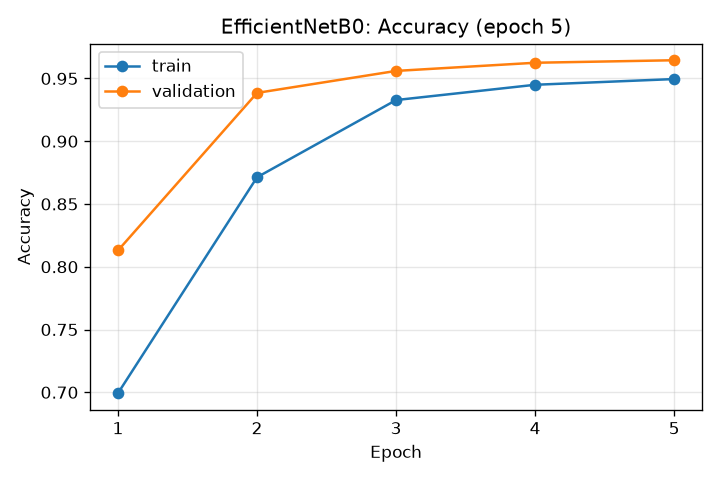 EfficientNetB0: Accuracy (epoch 5)
train
validation
Accuracy
0.95
0.90
0.85
0.80
0.75
0.70
1 2 3 4 5
Epoch